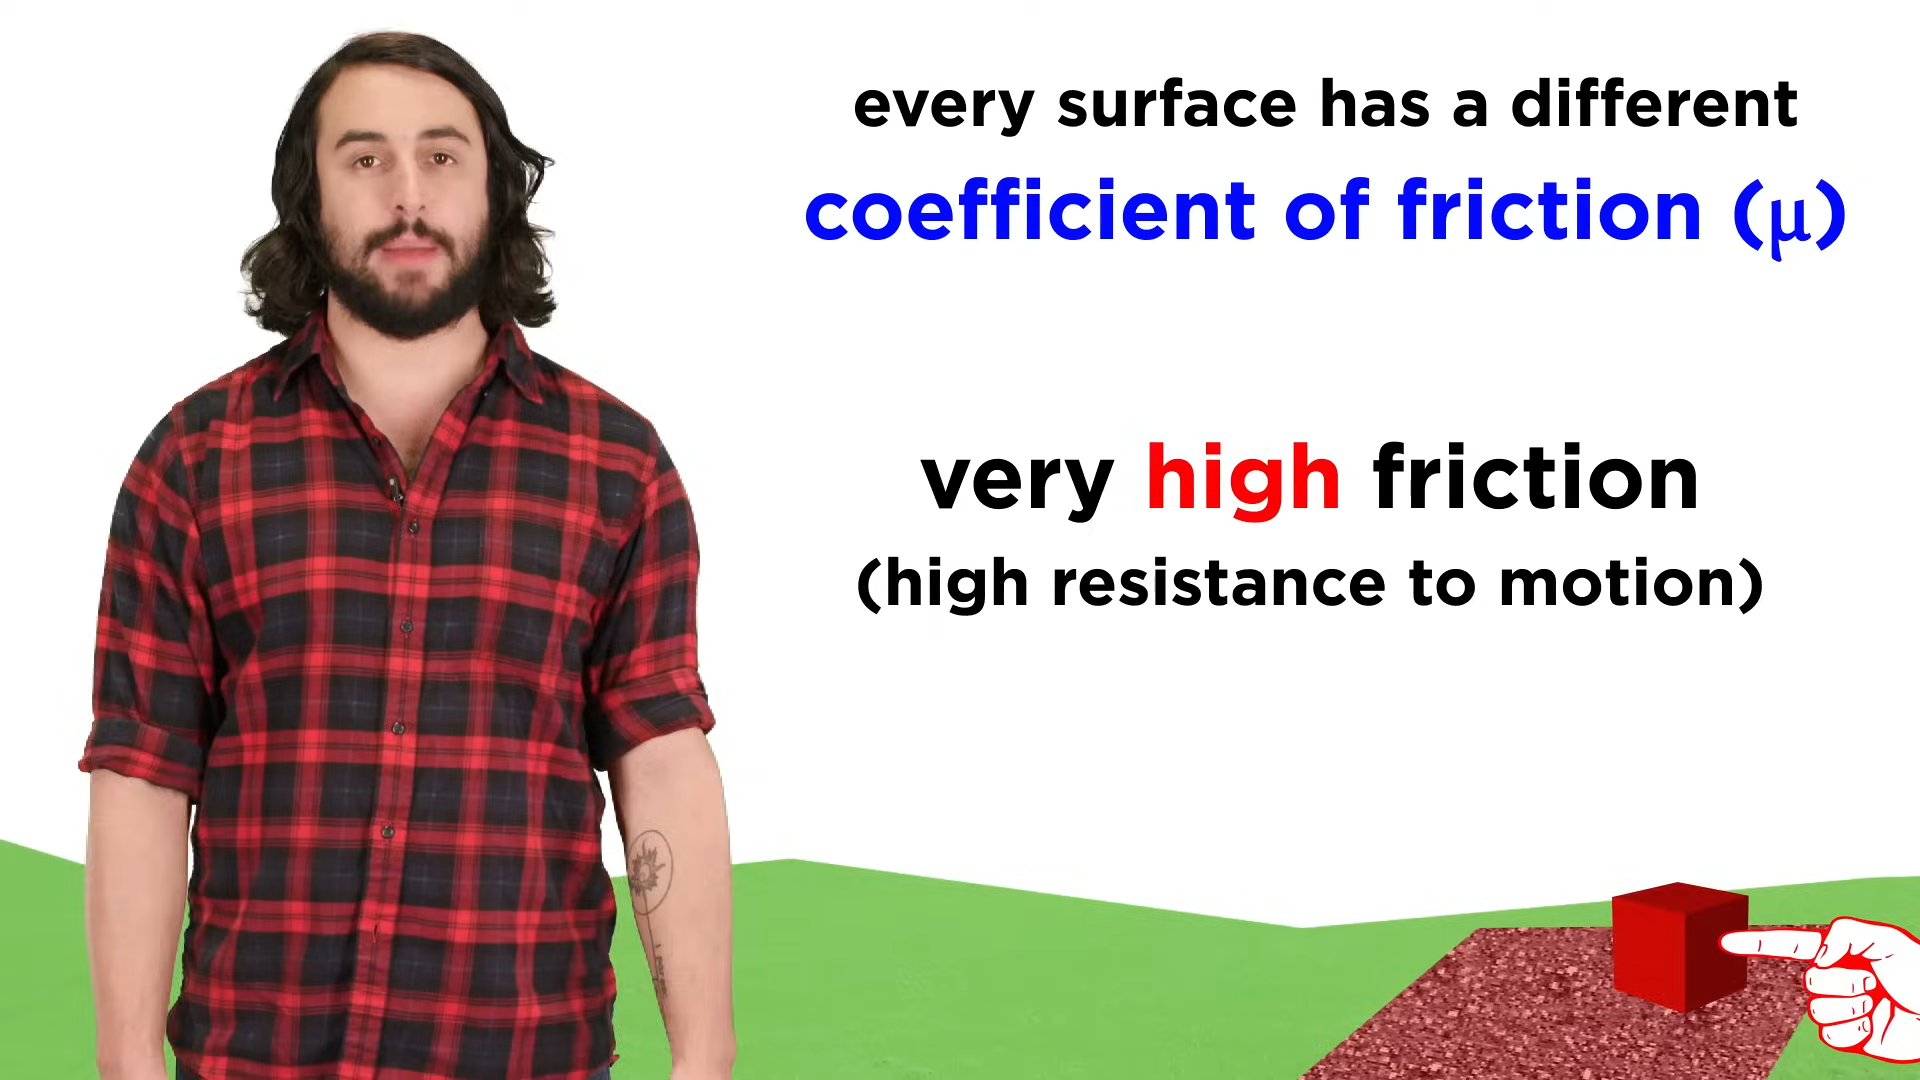 every surface has a different
coefficient of friction (μ)
very high friction
(high resistance to motion)